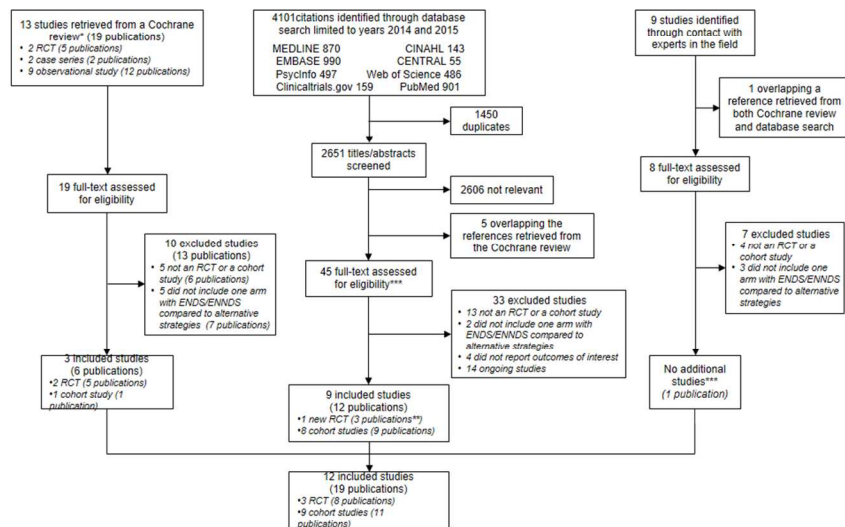 13 studies retrieved from a Cochrane
review* (19 publications)
• 2 RCT (5 publications)
• 2 case series (2 publications)
• 9 observational study (12 publications)
19 full-text assessed
for eligibility
10 excluded studies
(13 publications)
• 5 not an RCT or a cohort
study (6 publications)
• 5 did not include one arm
with ENDS/ENNDS
compared to alternative
strategies (7 publications)
3 included studies
(6 publications)
•2 RCT (5 publications)
•1 cohort study (1
publication)
4101citations identified through database
search limited to years 2014 and 2015
MEDLINE 870 CINAHL 143
EMBASE 990 CENTRAL 55
PsycInfo 497 Web of Science 486
Clinicaltrials.gov 159 PubMed 901
1450
duplicates
2651 titles/abstracts
screened
2606 not relevant
5 overlapping the
references retrieved from
the Cochrane review
45 full-text assessed
for eligibility***
33 excluded studies
• 13 not an RCT or a cohort study
• 2 did not include one arm with
ENDS/ENNDS compared to
alternative strategies
• 4 did not report outcomes of interest
• 14 ongoing studies
9 included studies
(12 publications)
•1 new RCT (3 publications**)
•8 cohort studies (9 publications)
9 studies identified
through contact with
experts in the field
1 overlapping a
reference retrieved from
both Cochrane review
and database search
8 full-text assessed for
eligibility
7 excluded studies
• 4 not an RCT or a
cohort study
• 3 did not include one
arm with ENDS/ENNDS
compared to alternative
strategies
No additional
studies***
(1 publication)
12 included studies
(19 publications)
•3 RCT (8 publications)
•9 cohort studies (11
publications)